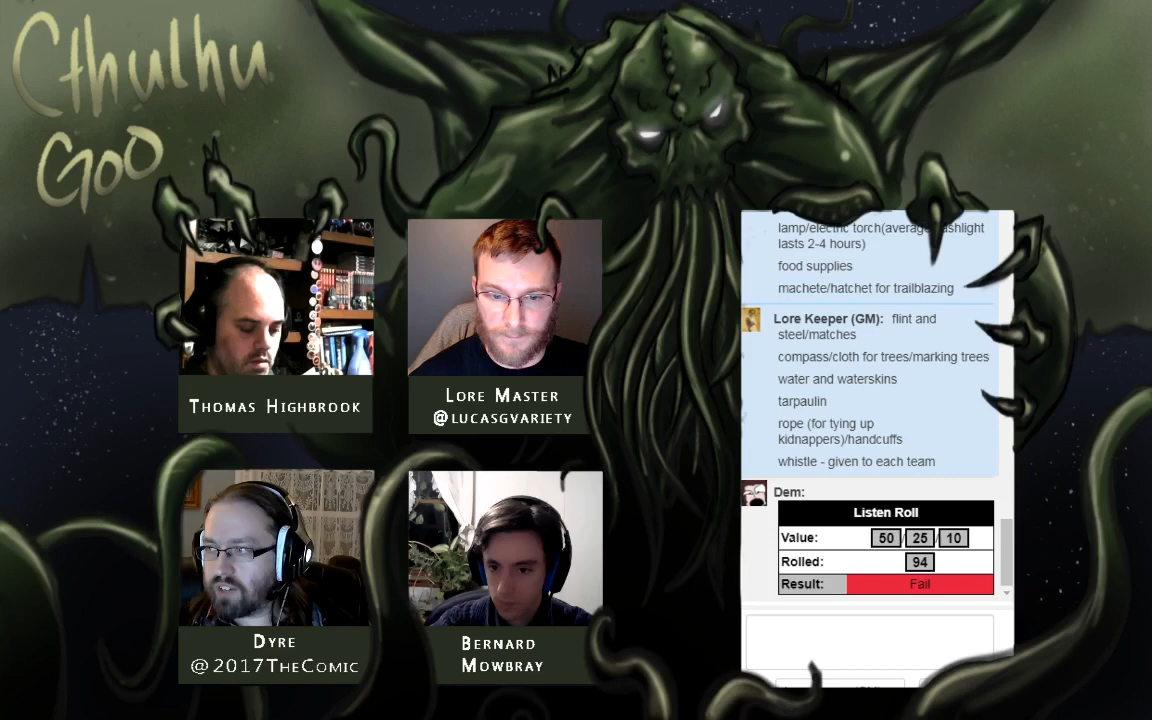 Cthulhu
Goo
Thomas Highbrook
Lore Master
@lucasgvariety
Dyre
@2017TheComic
Bernard
Mowbray
lamp/electric torch(average flashlight
lasts 2-4 hours)
food supplies
machete/hatchet for trailblazing
Lore Keeper (GM): flint and
steel/matches
compass/cloth for trees/marking trees
water and waterskins
tarpaulin
rope (for tying up
kidnappers)/handcuffs
whistle - given to each team
Dem:
Listen Roll
Value: 50/25/10
Rolled: 94
Result: Fail